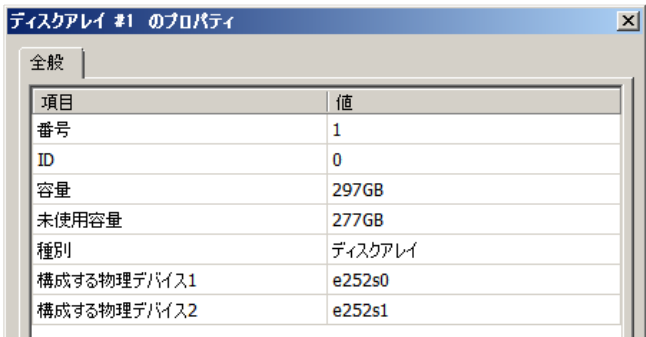 ディスクアレイ #1 のプロパティ
全般
項目 値
番号 1
ID 0
容量 297GB
未使用容量 277GB
種別 ディスクアレイ
構成する物理デバイス1 e252s0
構成する物理デバイス2 e252s1